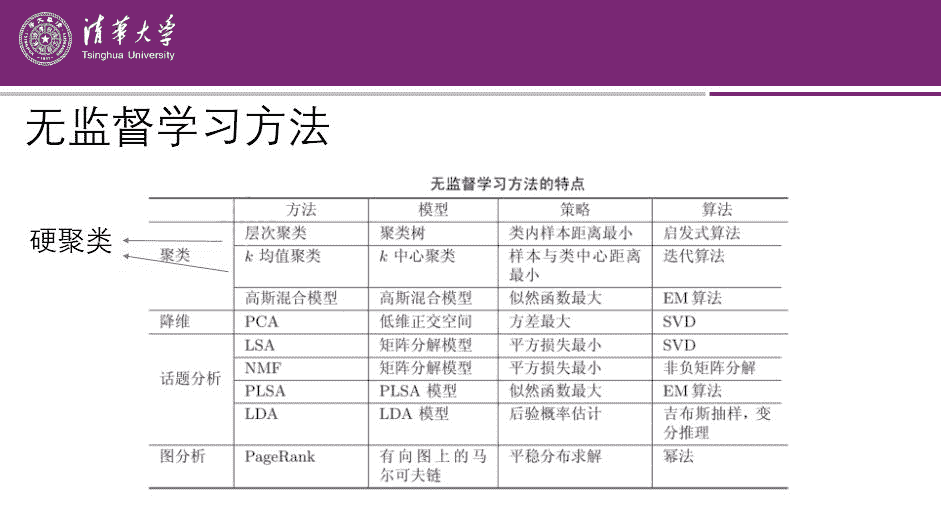 清华大学
Tsinghua University
无监督学习方法
无监督学习方法的特点
方法 模型 策略 算法
硬聚类
聚类
层次聚类 聚类树 类内样本距离最小 启发式算法
k 均值聚类 k 中心聚类 样本与类中心距离 迭代算法
最小
高斯混合模型 高斯混合模型 似然函数最大 EM 算法
降维 PCA 低维正交空间 方差最大 SVD
话题分析
LSA 矩阵分解模型 平方损失最小 SVD
NMF 矩阵分解模型 平方损失最小 非负矩阵分解
PLSA PLSA 模型 似然函数最大 EM 算法
LDA LDA 模型 后验概率估计 吉布斯抽样，变
分推理
图分析 PageRank 有向图上的马 平稳分布求解 幂法
尔可夫链